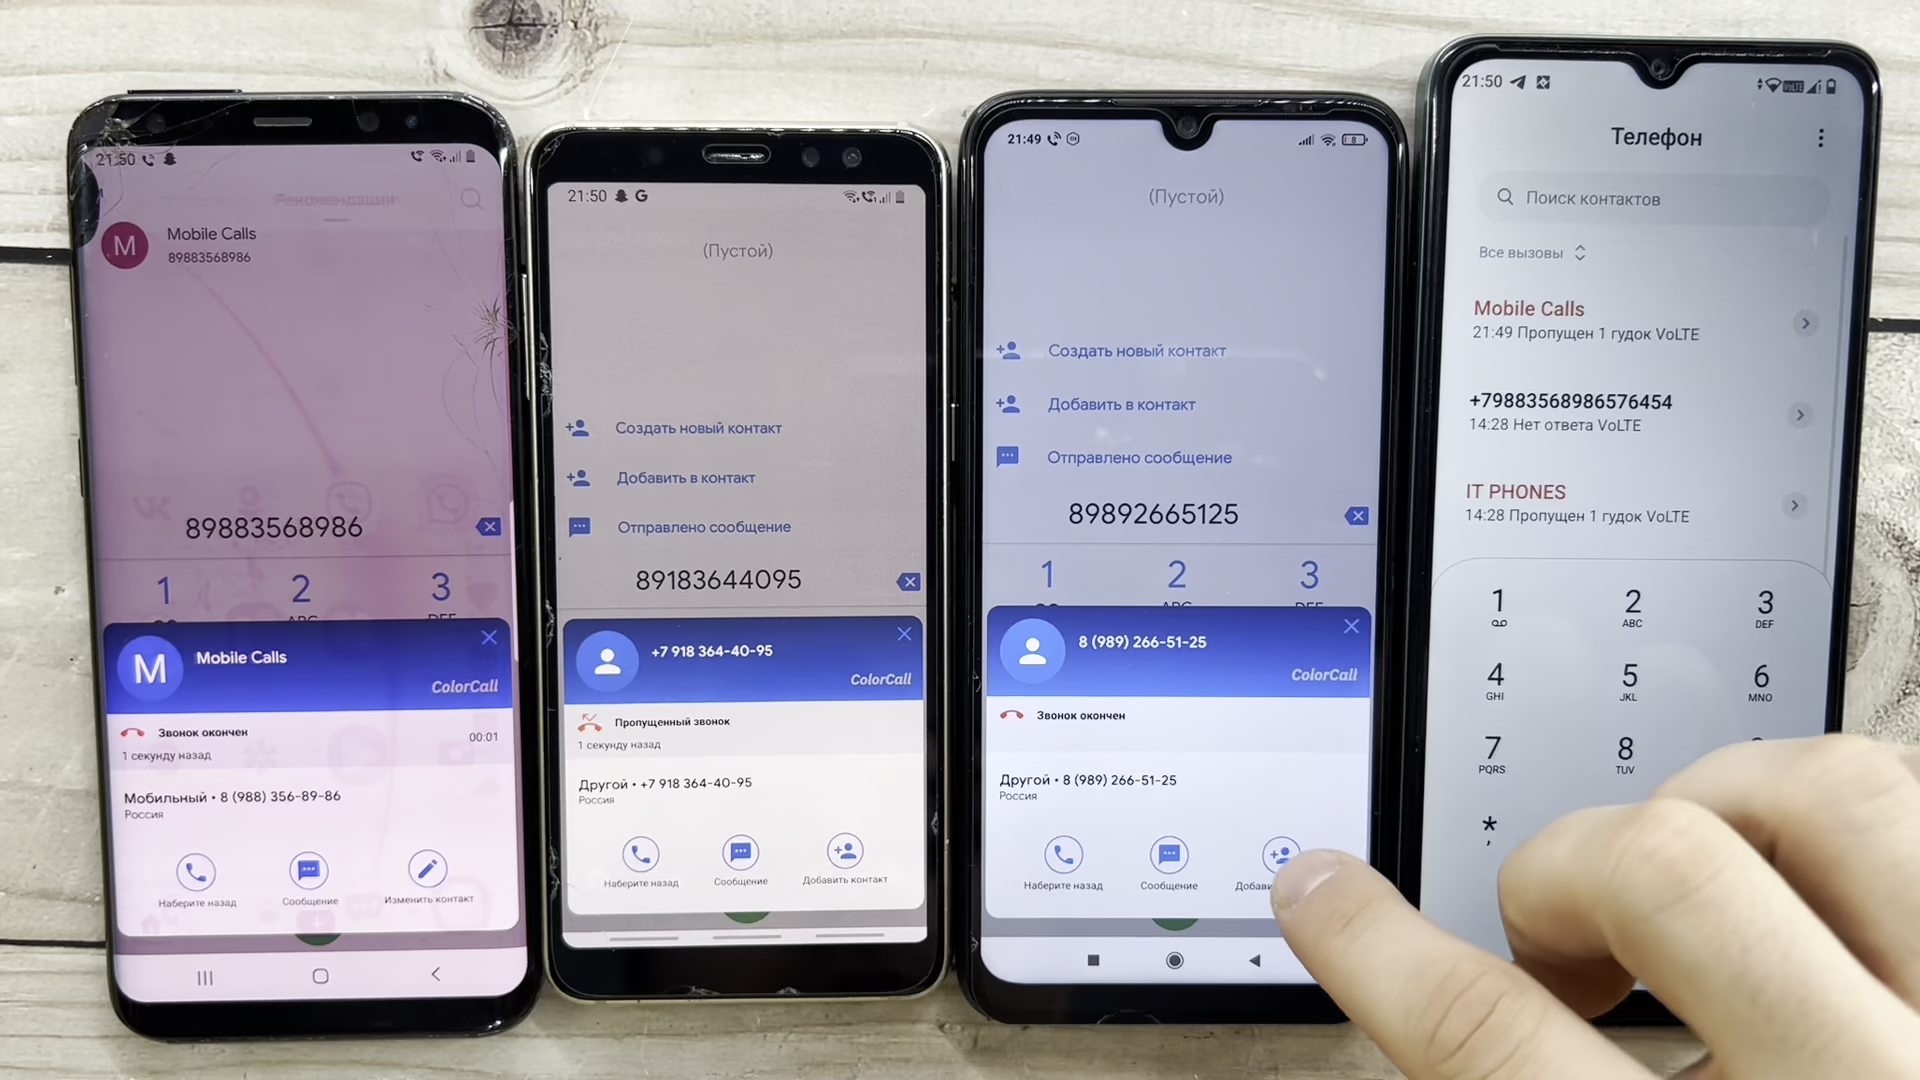 21:50
Рекомендации
M
Mobile Calls
89883568986
89883568986
1
2
3
ABC
DEF
M
Mobile Calls
ColorCall
Звонок окончен
00:01
1 секунду назад
Мобильный • 8 (988) 356-89-86
Россия
Наберите назад
Сообщение
Изменить контакт
21:50 G
(Пустой)
Создать новый контакт
Добавить в контакт
Отправлено сообщение
89183644095
+7 918 364-40-95
ColorCall
Пропущенный звонок
1 секунду назад
Другой • +7 918 364-40-95
Россия
Наберите назад
Сообщение
Добавить контакт
21:49
8
(Пустой)
Создать новый контакт
Добавить в контакт
Отправлено сообщение
89892665125
1
2
3
ABC
DEF
8 (989) 266-51-25
ColorCall
Звонок окончен
Другой • 8 (989) 266-51-25
Россия
Наберите назад
Сообщение
21:50
Телефон
Поиск контактов
Все вызовы
Mobile Calls
21:49 Пропущен 1 гудок VoLTE
+79883568986576454
14:28 Нет ответа VoLTE
IT PHONES
14:28 Пропущен 1 гудок VoLTE
1
2
3
ABC
DEF
4
5
6
GHI
JKL
MNO
7
8
PQRS
TUV
*
,